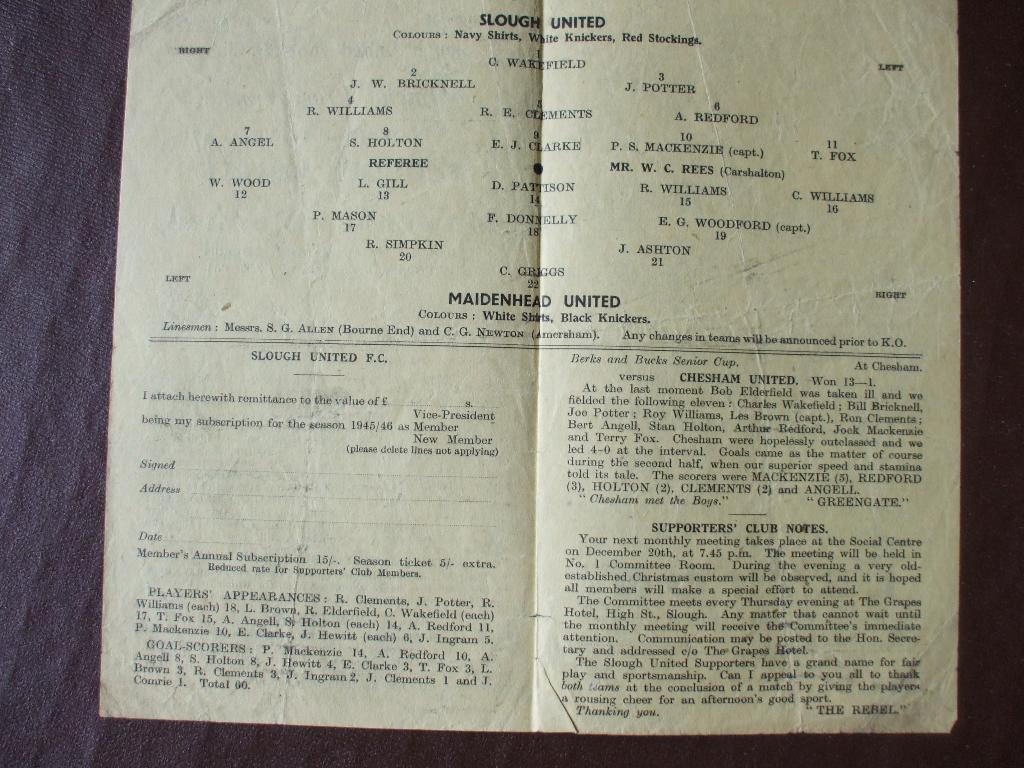 SLOUGH UNITED
COLOURS : Navy Shirts, White Knickers, Red Stockings.
RIGHT
LEFT
1
C. WAKEFIELD
2
J. W. BRICKNELL
3
J. POTTER
4
R. WILLIAMS
5
R. E. CLEMENTS
6
A. REDFORD
7
A. ANGEL
8
S. HOLTON
9
E. J. CLARKE
10
P. S. MACKENZIE (capt.)
11
T. FOX
REFEREE
MR. W. C. REES (Carshalton)
W. WOOD
12
L. GILL
13
D. PATTISON
14
R. WILLIAMS
15
C. WILLIAMS
16
P. MASON
17
F. DONNELLY
18
E. G. WOODFORD (capt.)
19
R. SIMPKIN
20
J. ASHTON
21
C. GRIGGS
22
LEFT
RIGHT
MAIDENHEAD UNITED
COLOURS : White Shirts, Black Knickers.
Linesmen : Messrs. S. G. ALLEN (Bourne End) and C. G. NEWTON (Amersham). Any changes in teams will be announced prior to K.O.
SLOUGH UNITED F.C.
I attach herewith remittance to the value of £ s.
Vice-President
being my subscription for the season 1945/46 as Member
New Member
(please delete lines not applying)
Signed
Address
Date
Member's Annual Subscription 15/-. Season ticket 5/- extra.
Reduced rate for Supporters' Club Members.
PLAYERS' APPEARANCES : R. Clements, J. Potter, R.
Williams (each) 18, L. Brown, R. Elderfield, C. Wakefield (each)
17, T. Fox 15, A. Angell, S. Holton (each) 14, A. Redford 11,
P. Mackenzie 10, E. Clarke, J. Hewitt (each) 6, J. Ingram 5.
GOAL-SCORERS : P. Mackenzie 14, A. Redford 10, A.
Angell 8, S. Holton 8, J. Hewitt 4, E. Clarke 3, T. Fox 3, L.
Brown 3, R. Clements 3, J. Ingram 2, J. Clements 1 and J.
Comrie 1. Total 60.
Berks and Bucks Senior Cup. At Chesham.
versus CHESHAM UNITED. Won 13—1.
At the last moment Bob Elderfield was taken ill and we
fielded the following eleven : Charles Wakefield ; Bill Bricknell,
Joe Potter ; Roy Williams, Les Brown (capt.), Ron Clements ;
Bert Angell, Stan Holton, Arthur Redford, Jock Mackenzie
and Terry Fox. Chesham were hopelessly outclassed and we
led 4–0 at the interval. Goals came as the matter of course
during the second half, when our superior speed and stamina
told its tale. The scorers were MACKENZIE (5), REDFORD
(3), HOLTON (2), CLEMENTS (2) and ANGELL.
"Chesham met the Boys." "GREENGATE."
SUPPORTERS' CLUB NOTES.
Your next monthly meeting takes place at the Social Centre
on December 20th, at 7.45 p.m. The meeting will be held in
No. 1 Committee Room. During the evening a very old-
established Christmas custom will be observed, and it is hoped
all members will make a special effort to attend.
The Committee meets every Thursday evening at The Grapes
Hotel, High St., Slough. Any matter that cannot wait until
the monthly meeting will receive the Committee's immediate
attention. Communication may be posted to the Hon. Secre-
tary and addressed c/o The Grapes Hotel.
The Slough United Supporters have a grand name for fair
play and sportsmanship. Can I appeal to you all to thank
both teams at the conclusion of a match by giving the players
a rousing cheer for an afternoon's good sport.
Thanking you. "THE REBEL."